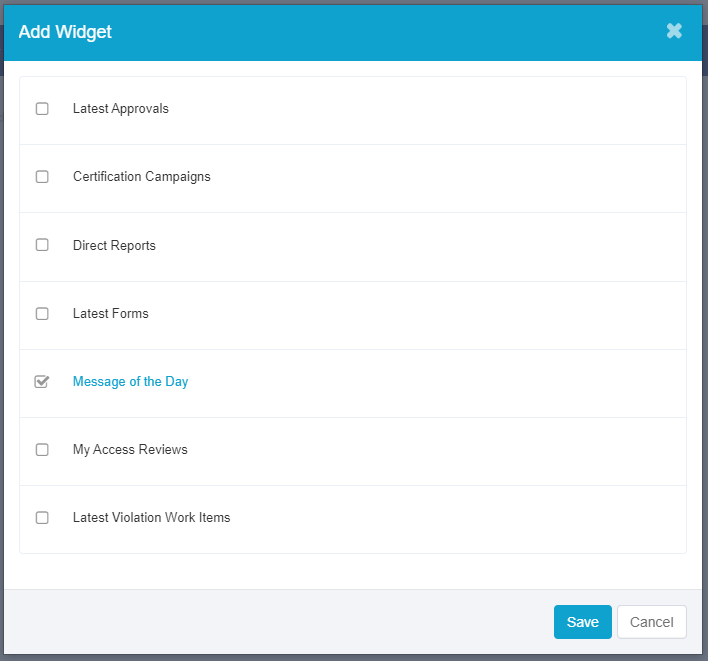 Add Widget
Latest Approvals
Certification Campaigns
Direct Reports
Latest Forms
Message of the Day
My Access Reviews
Latest Violation Work Items
Save Cancel